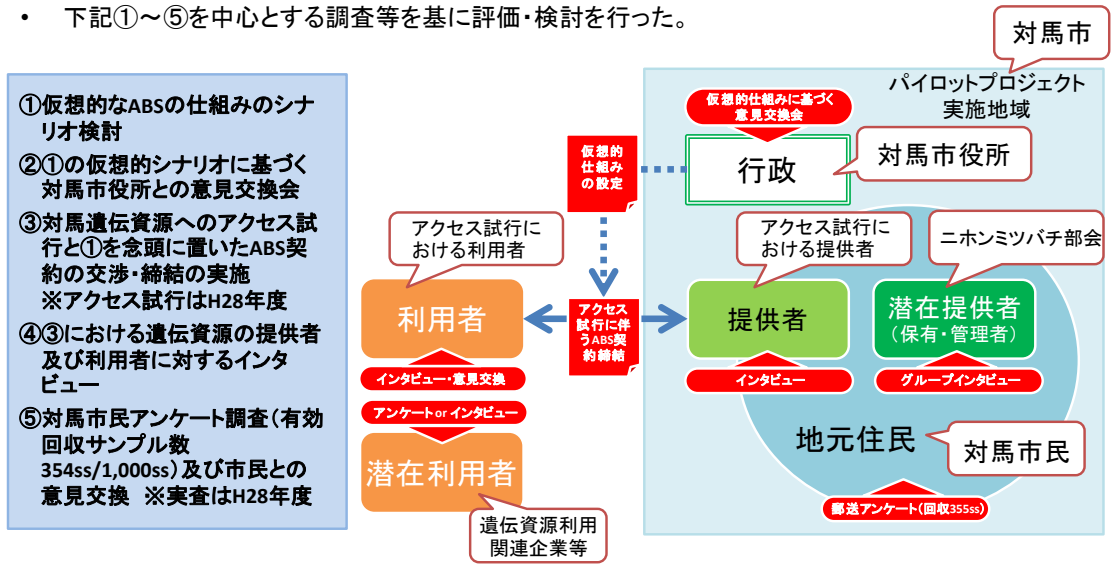 • 下記①～⑤を中心とする調査等を基に評価・検討を行った。
①仮想的なABSの仕組みのシナ
リオ検討
②①の仮想的シナリオに基づく
対馬市役所との意見交換会
③対馬遺伝資源へのアクセス試
行と①を念頭に置いたABS契
約の交渉・締結の実施
※アクセス試行はH28年度
④③における遺伝資源の提供者
及び利用者に対するインタ
ビュー
⑤対馬市民アンケート調査（有効
回収サンプル数
354ss/1,000ss）及び市民との
意見交換 ※実査はH28年度
対馬市
パイロットプロジェクト
実施地域
仮想的仕組みに基づく
意見交換会
行政
対馬市役所
仮想的
仕組み
の設定
アクセス試行に
おける利用者
利用者
インタビュー・意見交換
アンケートor インタビュー
潜在利用者
遺伝資源利用
関連企業等
アクセス
試行に伴
うABS契
約締結
アクセス試行に
おける提供者
提供者
インタビュー
ニホンミツバチ部会
潜在提供者
（保有・管理者）
グループインタビュー
地元住民
対馬市民
郵送アンケート（回収355ss）